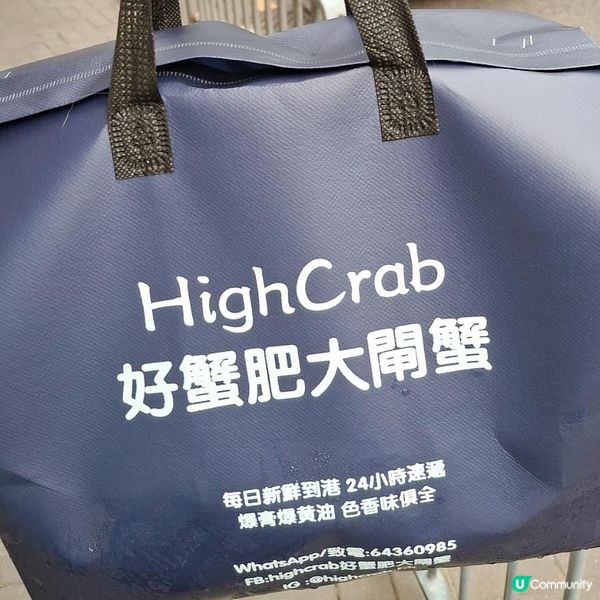 HighCrab
好蟹肥大閘蟹
每日新鮮到港 24小時速遞
爆膏爆黃油 色香味俱全
WhatsApp/致電:64360985
FB:highcrab好蟹肥大閘蟹
IG :@highcra
U Community